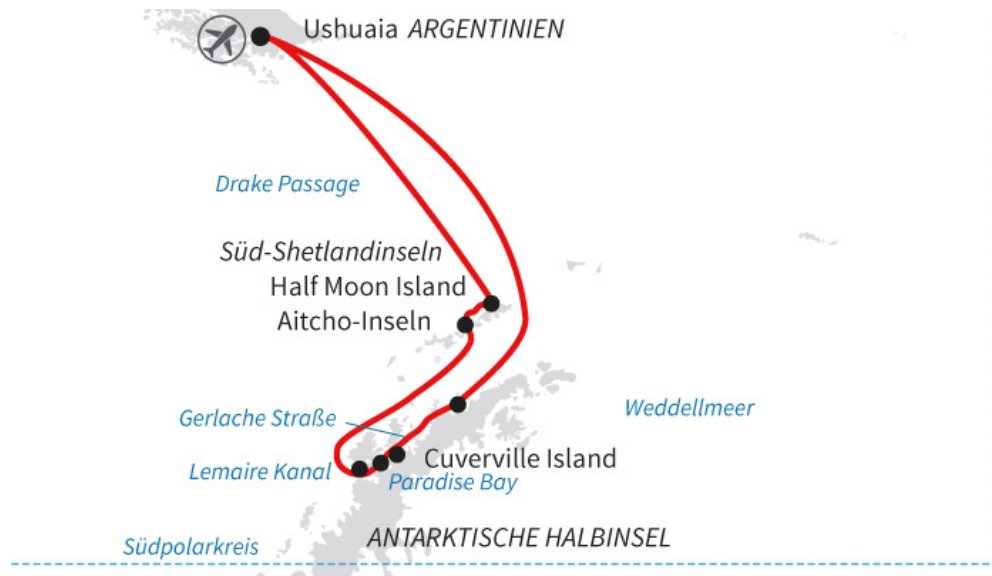 Ushuaia ARGENTINIEN
Drake Passage
Süd-Shetlandinseln
Half Moon Island
Aitcho-Inseln
Gerlache Straße
Weddellmeer
Cuverville Island
Lemaire Kanal
Paradise Bay
ANTARKTISCHE HALBINSEL
Südpolarkreis